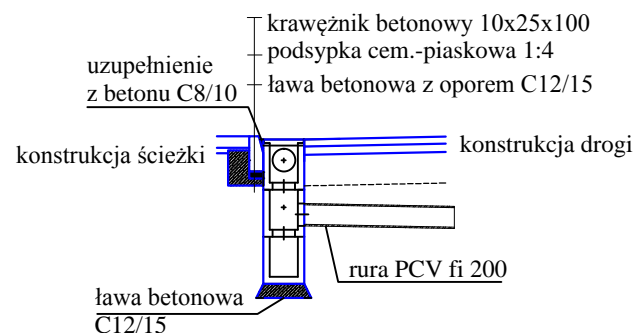 krawężnik betonowy 10x25x100
podsypka cem.-piaskowa 1:4
ława betonowa z oporem C12/15
uzupełnienie
z betonu C8/10
konstrukcja ścieżki
konstrukcja drogi
rura PCV fi 200
ława betonowa
C12/15